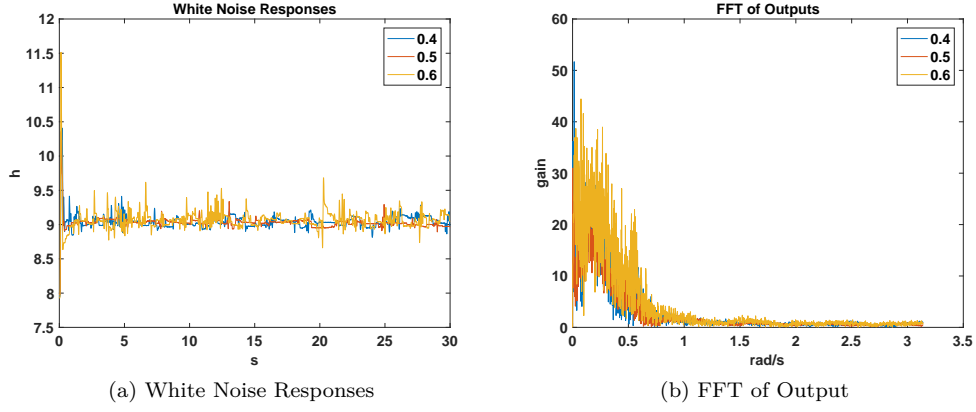 White Noise Responses
12
11.5
11
10.5
10
9.5
9
8.5
8
7.5
h
0 5 10 15 20 25 30
s
0.4
0.5
0.6
(a) White Noise Responses
FFT of Outputs
60
50
40
30
20
10
0
gain
0 0.5 1 1.5 2 2.5 3 3.5
rad/s
0.4
0.5
0.6
(b) FFT of Output